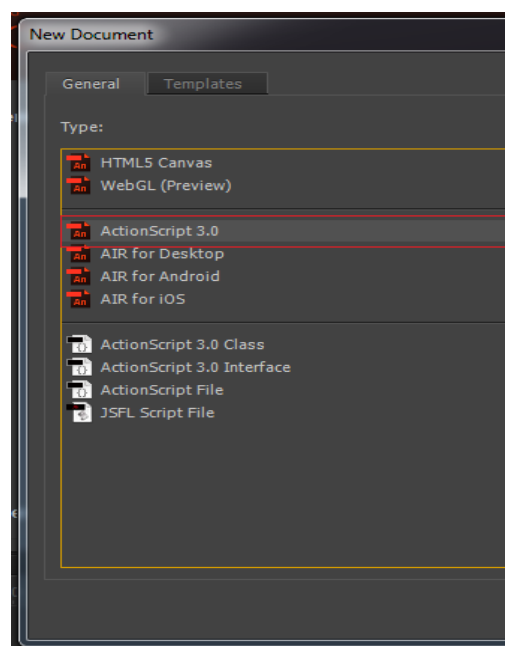 New Document
General Templates
Type:
HTML5 Canvas
WebGL (Preview)
ActionScript 3.0
AIR for Desktop
AIR for Android
AIR for iOS
ActionScript 3.0 Class
ActionScript 3.0 Interface
ActionScript File
JSFL Script File